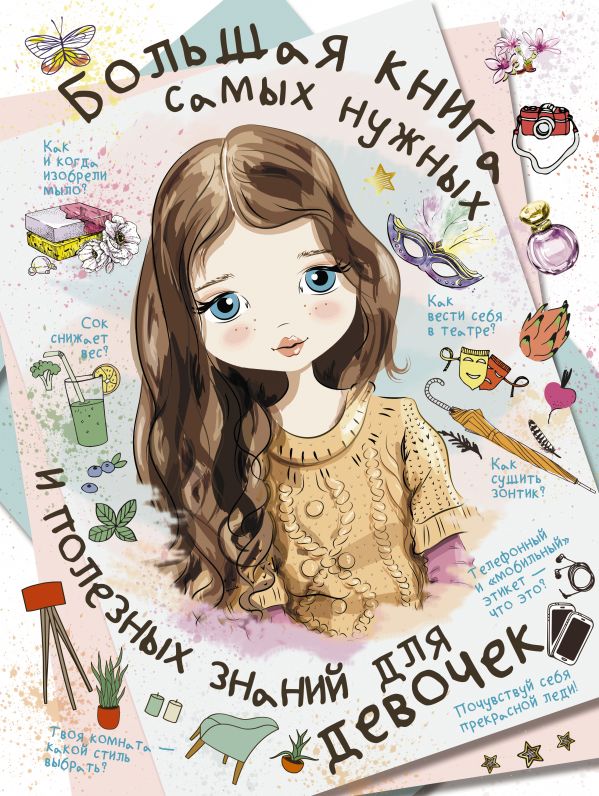 Большая книга
самых нужных
Как
и когда
изобрели
мыло?
Как
вести себя
в театре?
Сок
снижает
вес?
Как
сушить
зонтик?
Телефонный
и «мобильный»
этикет —
что это?
и полезных знаний для
девочек
Почувствуй себя
прекрасной леди!
Твоя комната —
какой стиль
выбрать?